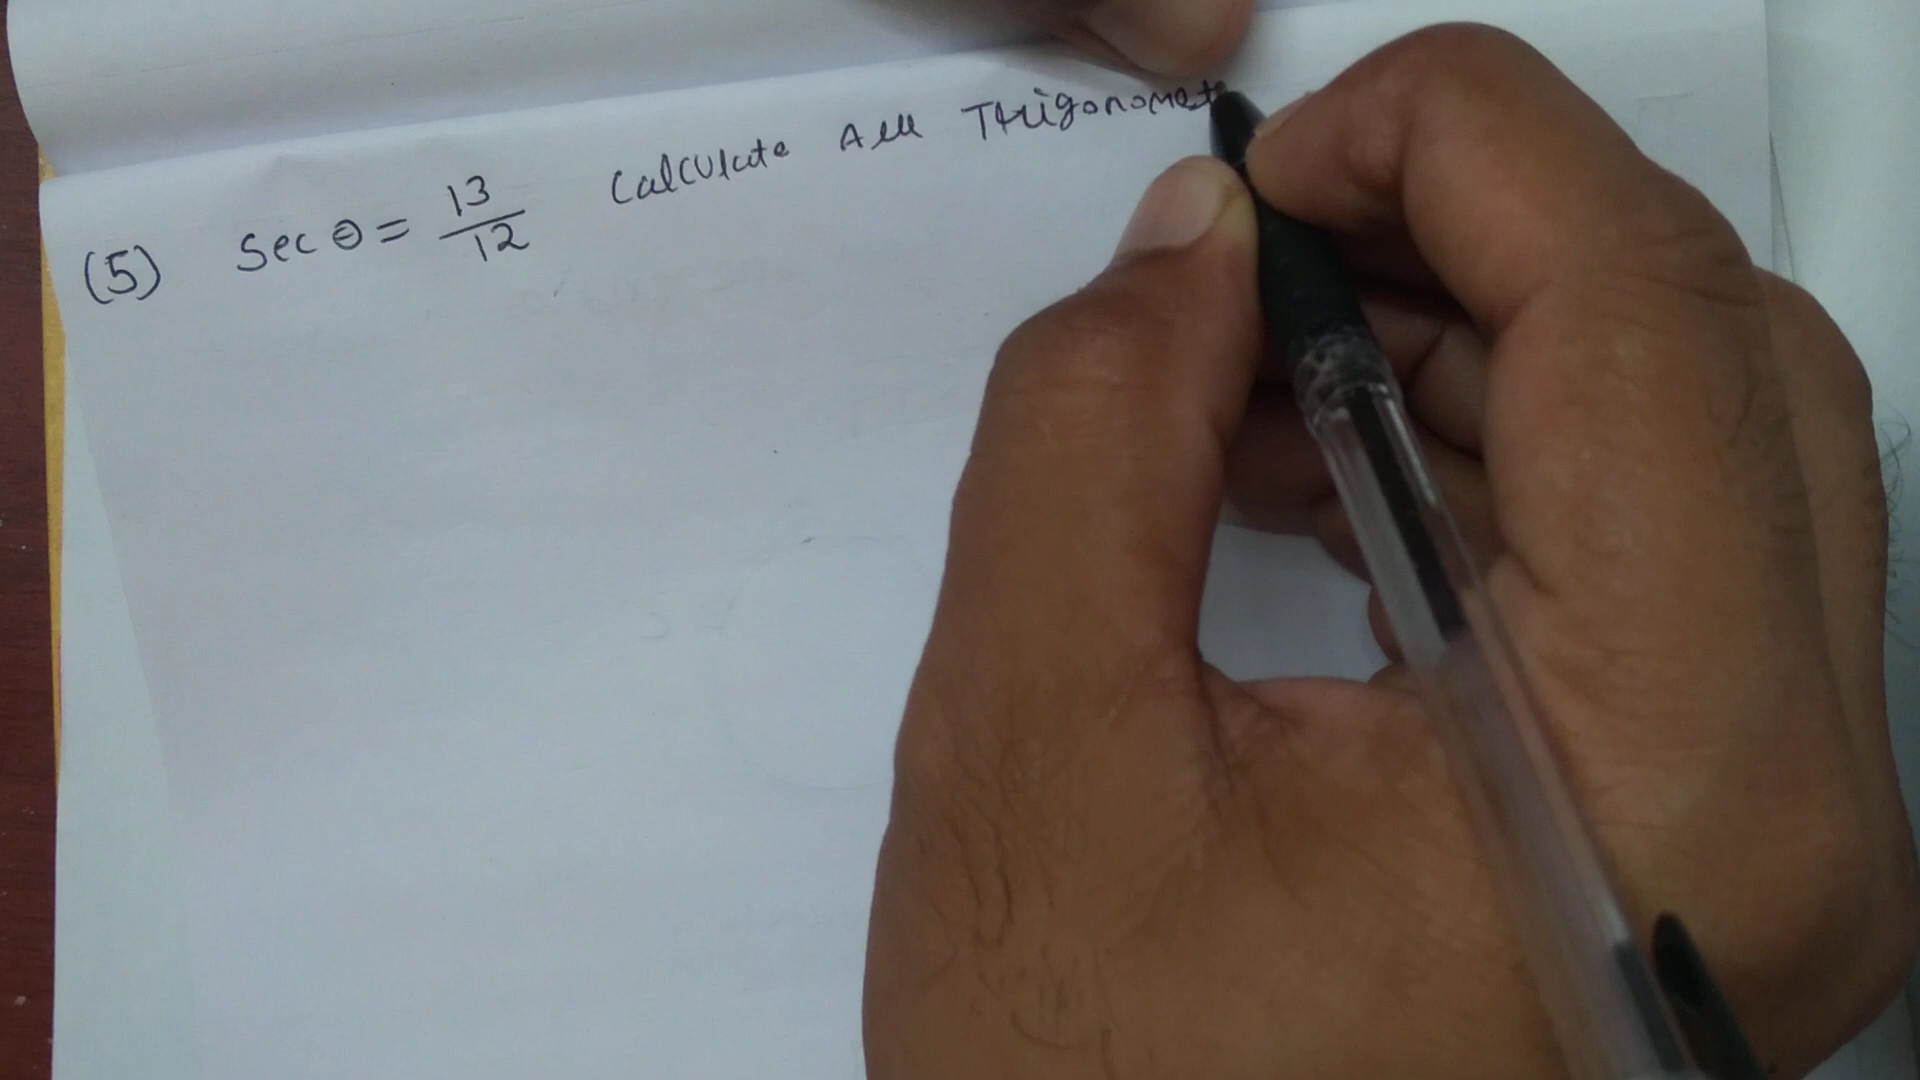 (5) Sec θ = 13/12 Calculate All Trigonomet